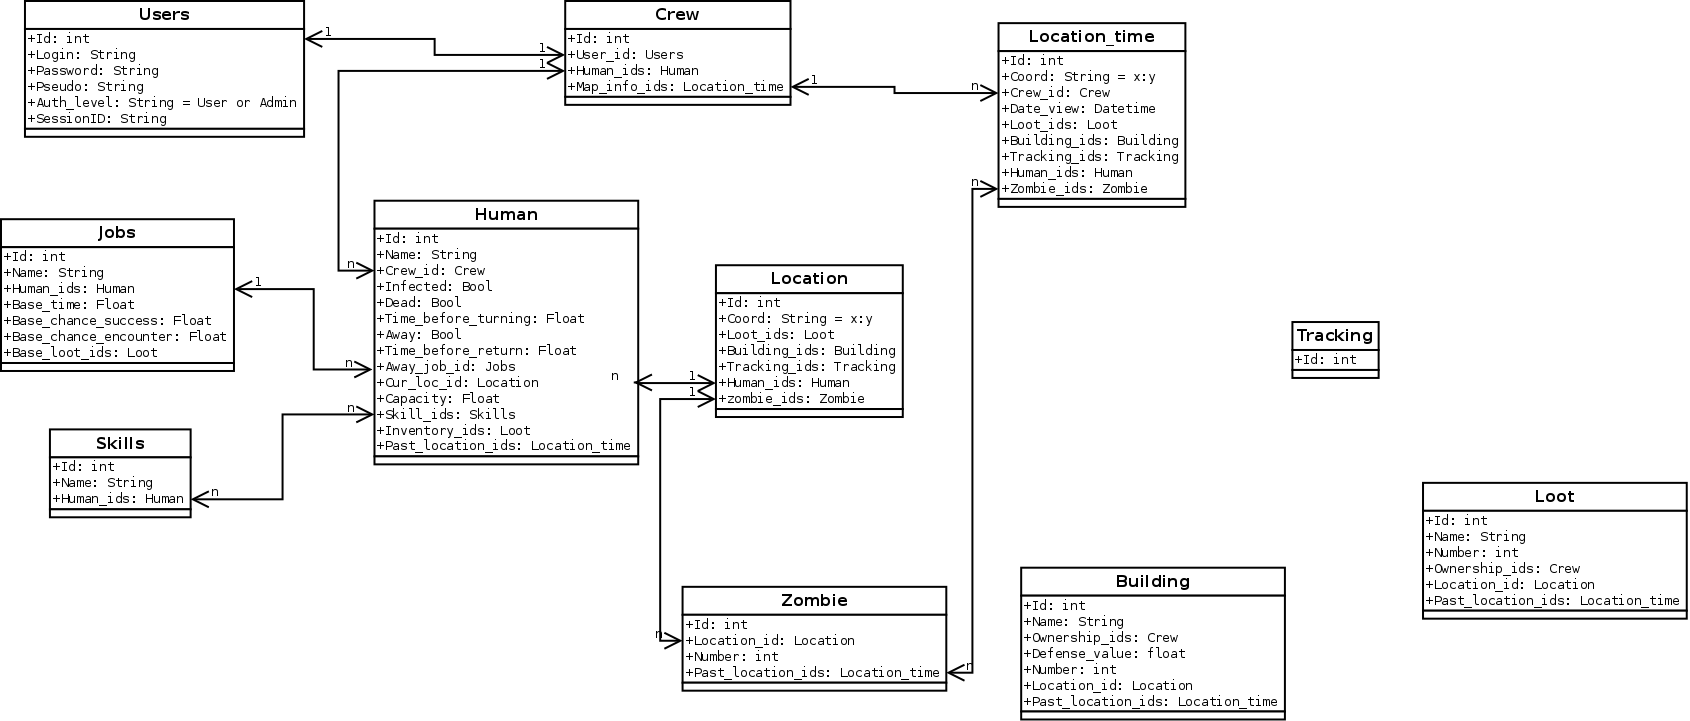 Users
+Id: int
+Login: String
+Password: String
+Pseudo: String
+Auth_level: String = User or Admin
+SessionID: String
1
1
1
Crew
+Id: int
+User_id: Users
+Human_ids: Human
+Map_info_ids: Location_time
1
n
Location_time
+Id: int
+Coord: String = x:y
+Crew_id: Crew
+Date_view: Datetime
+Loot_ids: Loot
+Building_ids: Building
+Tracking_ids: Tracking
+Human_ids: Human
+Zombie_ids: Zombie
n
Jobs
+Id: int
+Name: String
+Human_ids: Human
+Base_time: Float
+Base_chance_success: Float
+Base_chance_encounter: Float
+Base_loot_ids: Loot
1
n
n
n
Human
+Id: int
+Name: String
+Crew_id: Crew
+Infected: Bool
+Dead: Bool
+Time_before_turning: Float
+Away: Bool
+Time_before_return: Float
+Away_job_id: Jobs
+Cur_loc_id: Location
+Capacity: Float
+Skill_ids: Skills
+Inventory_ids: Loot
+Past_location_ids: Location_time
n
1
1
Location
+Id: int
+Coord: String = x:y
+Loot_ids: Loot
+Building_ids: Building
+Tracking_ids: Tracking
+Human_ids: Human
+zombie_ids: Zombie
Tracking
+Id: int
Skills
+Id: int
+Name: String
+Human_ids: Human
n
Loot
+Id: int
+Name: String
+Number: int
+Ownership_ids: Crew
+Location_id: Location
+Past_location_ids: Location_time
n
Zombie
+Id: int
+Location_id: Location
+Number: int
+Past_location_ids: Location_time
n
Building
+Id: int
+Name: String
+Ownership_ids: Crew
+Defense_value: float
+Number: int
+Location_id: Location
+Past_location_ids: Location_time